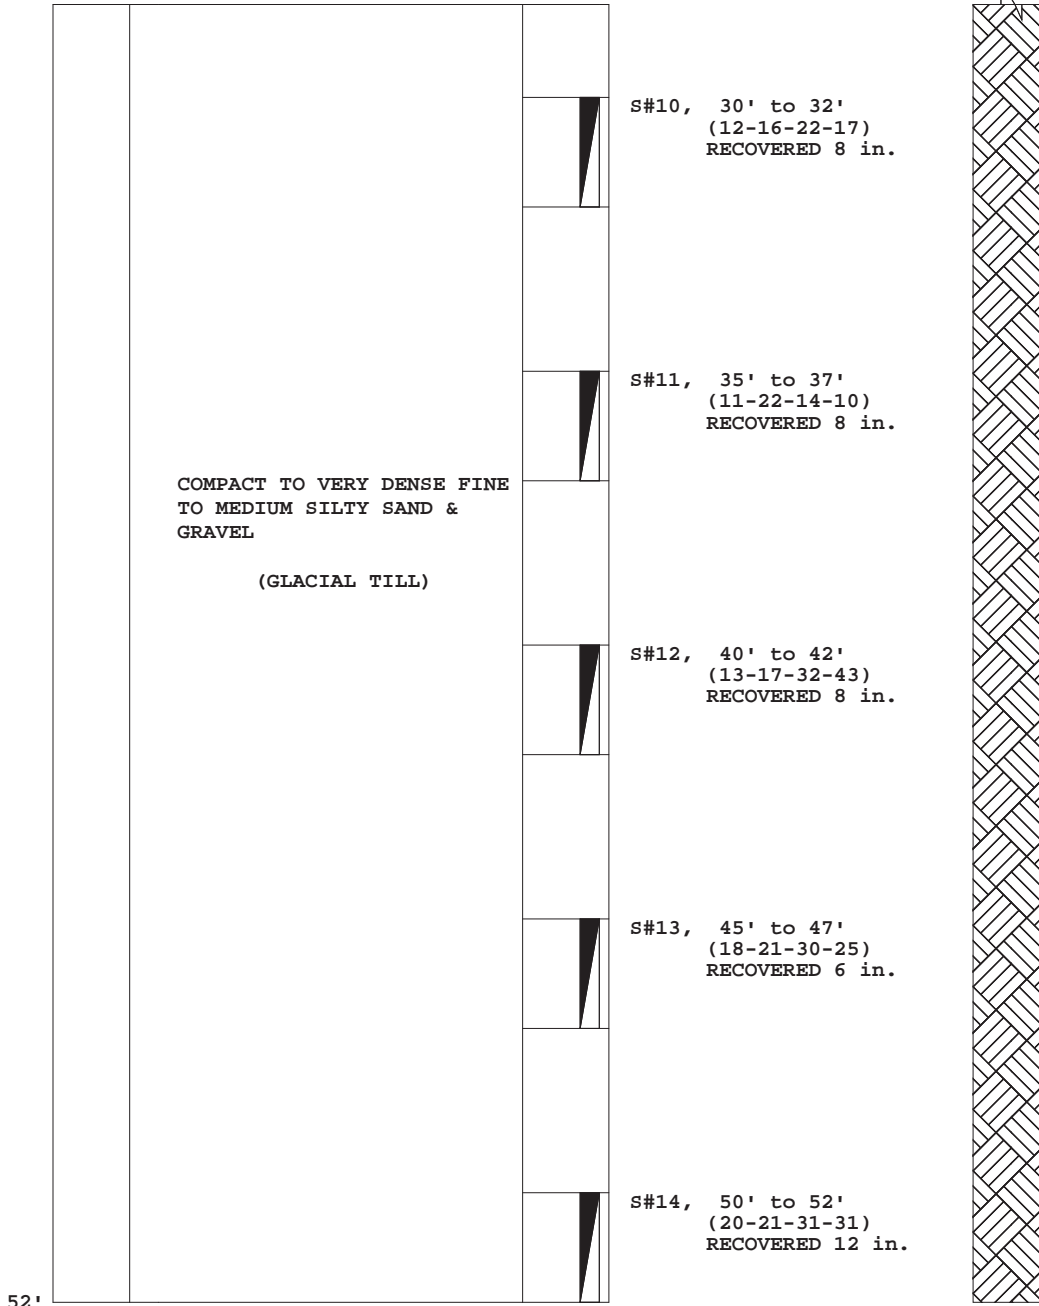 S#10, 30' to 32'
(12-16-22-17)
RECOVERED 8 in.
S#11, 35' to 37'
(11-22-14-10)
RECOVERED 8 in.
COMPACT TO VERY DENSE FINE
TO MEDIUM SILTY SAND &
GRAVEL
(GLACIAL TILL)
S#12, 40' to 42'
(13-17-32-43)
RECOVERED 8 in.
S#13, 45' to 47'
(18-21-30-25)
RECOVERED 6 in.
S#14, 50' to 52'
(20-21-31-31)
RECOVERED 12 in.
52'